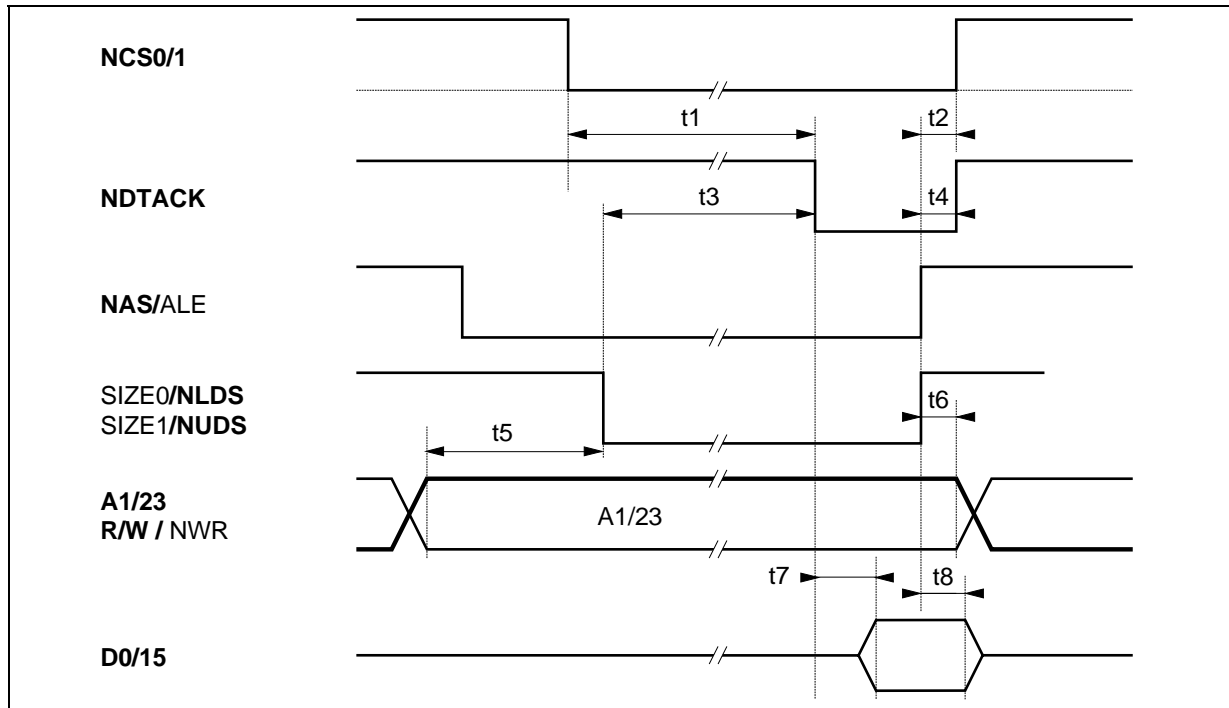 NCS0/1
t1
t2
NDTACK
t3
t4
NAS/ALE
SIZE0/NLDS
SIZE1/NUDS
t6
t5
A1/23
R/W / NWR
A1/23
t7
t8
D0/15